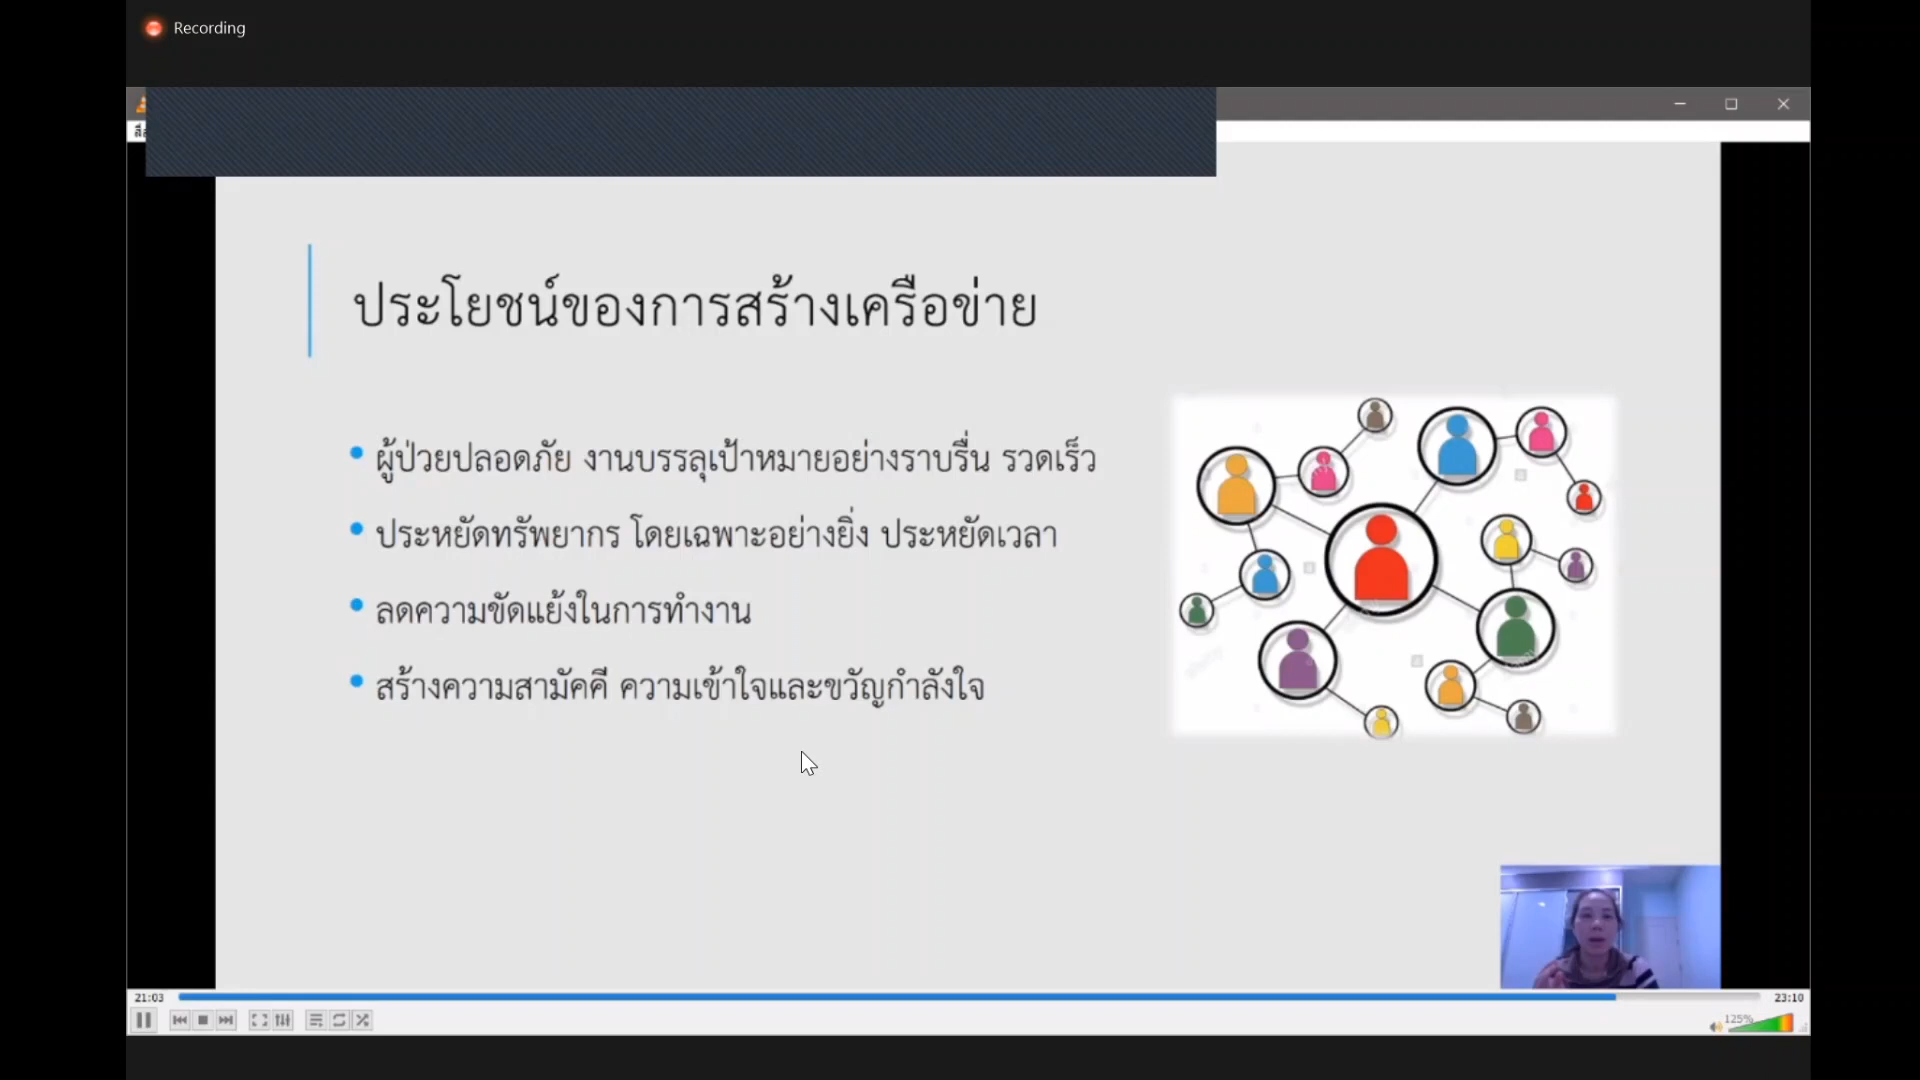 Recording
ประโยชน์ของการสร้างเครือข่าย
• ผู้ป่วยปลอดภัย งานบรรลุเป้าหมายอย่างราบรื่น รวดเร็ว
• ประหยัดทรัพยากร โดยเฉพาะอย่างยิ่ง ประหยัดเวลา
• ลดความขัดแย้งในการทำงาน
• สร้างความสามัคคี ความเข้าใจและขวัญกำลังใจ
21:03
23:10
125%